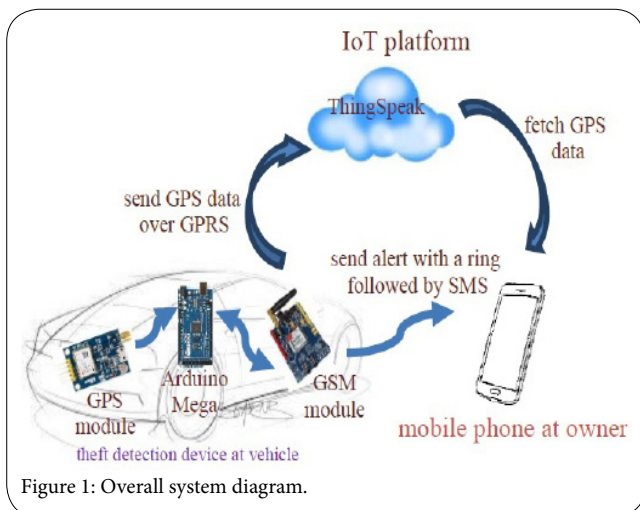 IoT platform
ThingSpeak
fetch GPS
data
send GPS data
over GPRS
send alert with a ring
followed by SMS
GPS
module
Arduino
Mega
GSM
module
theft detection device at vehicle
mobile phone at owner
Figure 1: Overall system diagram.